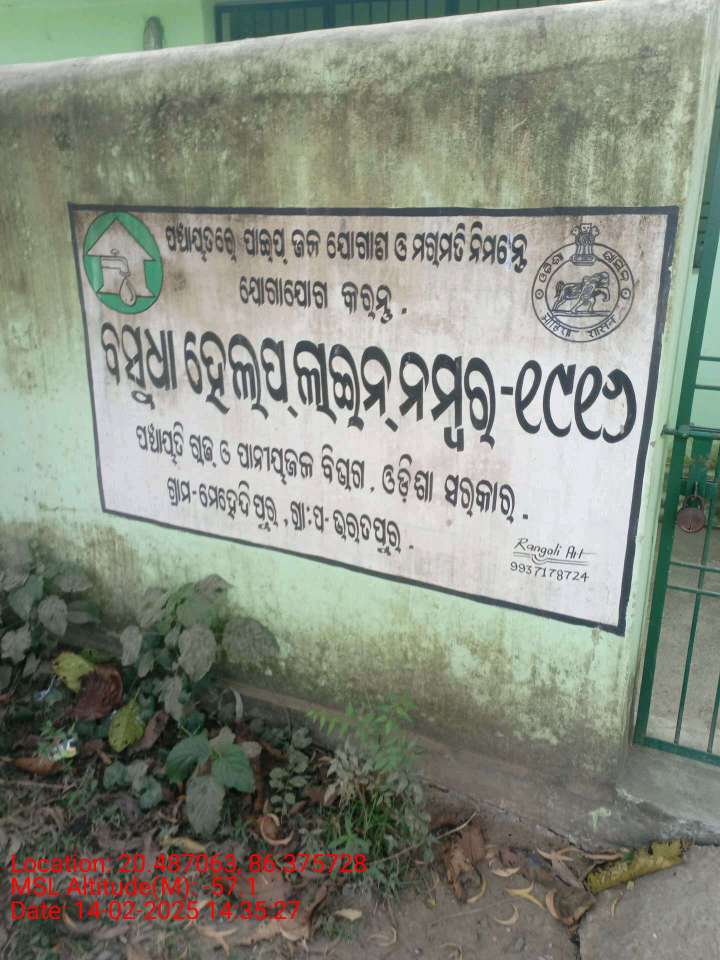 ପଞ୍ଚାୟତରେ ପାଇପ୍ ଜଳ ଯୋଗାଣ ଓ ମରାମତି ନିମନ୍ତେ
ଯୋଗାଯୋଗ କରନ୍ତୁ .
ଓଡ଼ିଶା ଶାସନ
ବସୁଧା ହେଲ୍‌ପ୍ ଲାଇନ୍ ନମ୍ବର୍-୧୯୧୬
ପଞ୍ଚାୟତି ରାଜ୍ ଓ ପାନୀୟଜଳ ବିଭାଗ , ଓଡ଼ିଶା ସରକାର୍ .
ଗ୍ରାମ- ମେହେଦିପୁର୍ , ଗ୍ରା:ପ- ଭରତପୁର୍ .
Rangoli Art
9937178724
Location: 20.487063, 86.375728
MSL Altitude(M): -57.1
Date: 14-02-2025 14:35:27